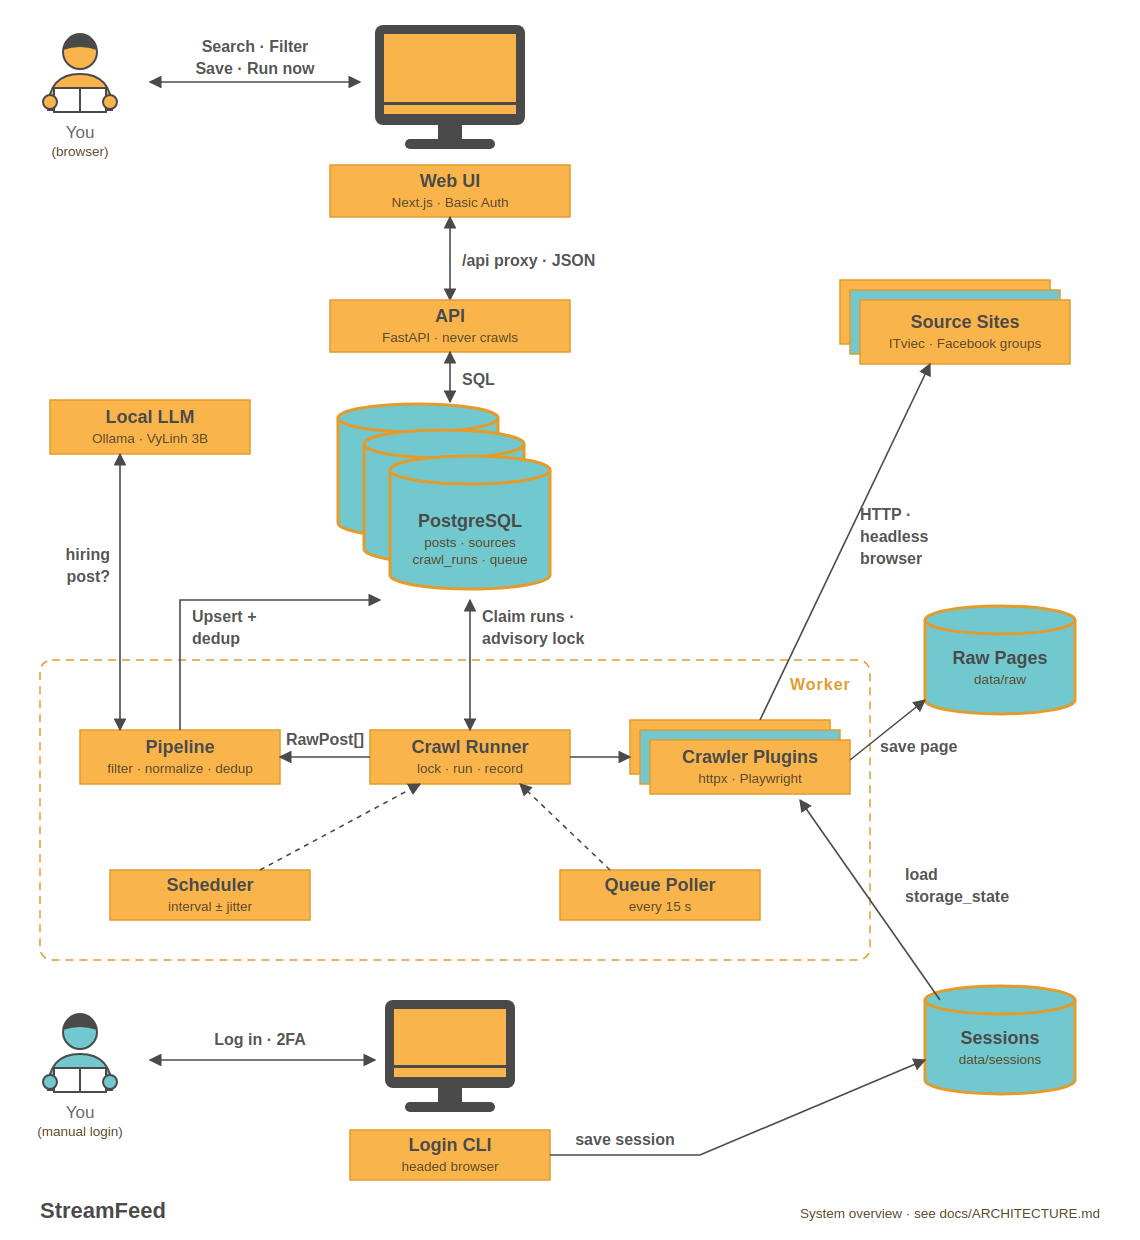 Search · Filter
Save · Run now
You
(browser)
Web UI
Next.js · Basic Auth
/api proxy · JSON
API
FastAPI · never crawls
SQL
Source Sites
ITviec · Facebook groups
Local LLM
Ollama · VyLinh 3B
PostgreSQL
posts · sources
crawl_runs · queue
HTTP ·
headless
browser
hiring
post?
Upsert +
dedup
Claim runs ·
advisory lock
Worker
Raw Pages
data/raw
Pipeline
filter · normalize · dedup
RawPost[]
Crawl Runner
lock · run · record
Crawler Plugins
httpx · Playwright
save page
Scheduler
interval ± jitter
Queue Poller
every 15 s
load
storage_state
You
(manual login)
Log in · 2FA
Sessions
data/sessions
Login CLI
headed browser
save session
StreamFeed
System overview · see docs/ARCHITECTURE.md